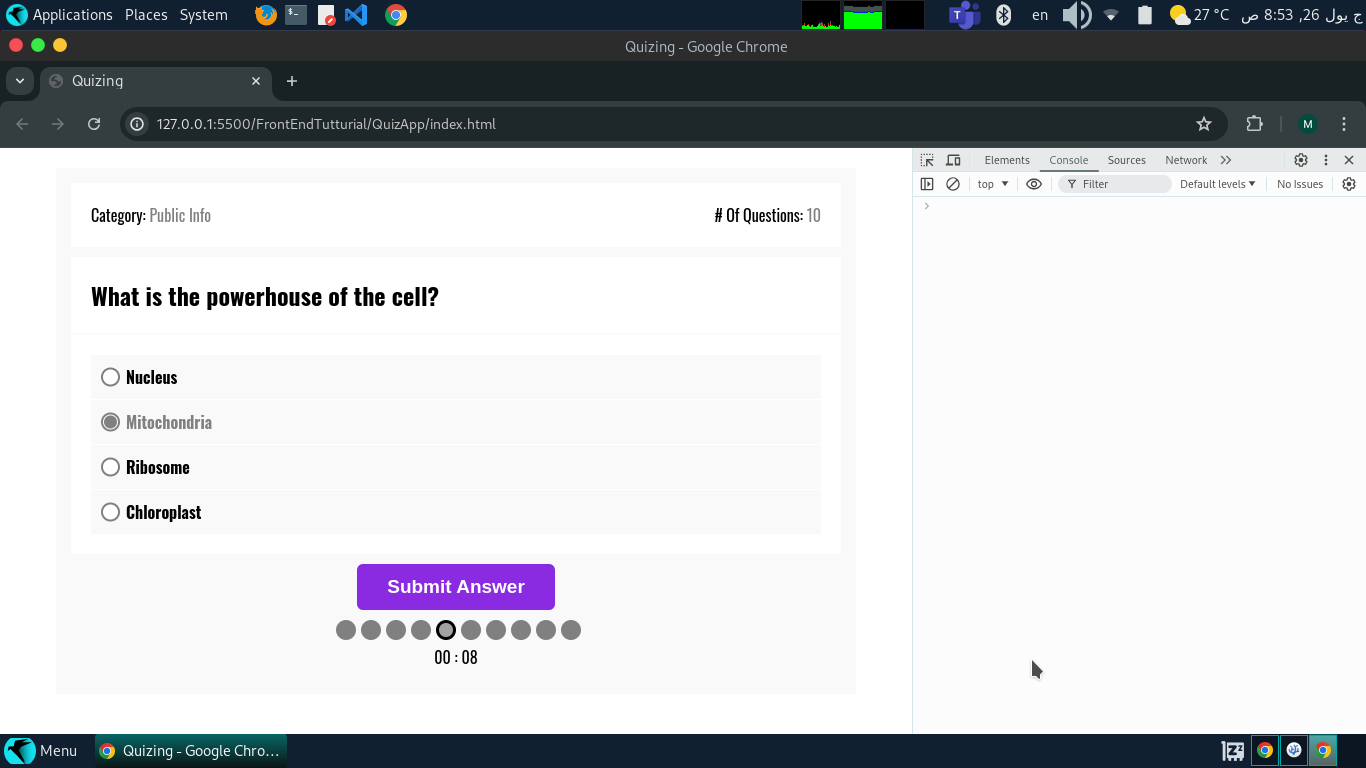 Applications Places System en 27 °C ج يول 26, 8:53 ص
Quizing - Google Chrome
Quizing
127.0.0.1:5500/FrontEndTutturial/QuizApp/index.html M
Elements Console Sources Network
top Filter Default levels No Issues
Category: Public Info # Of Questions: 10
What is the powerhouse of the cell?
Nucleus
Mitochondria
Ribosome
Chloroplast
Submit Answer
00 : 08
Menu Quizing - Google Chro...